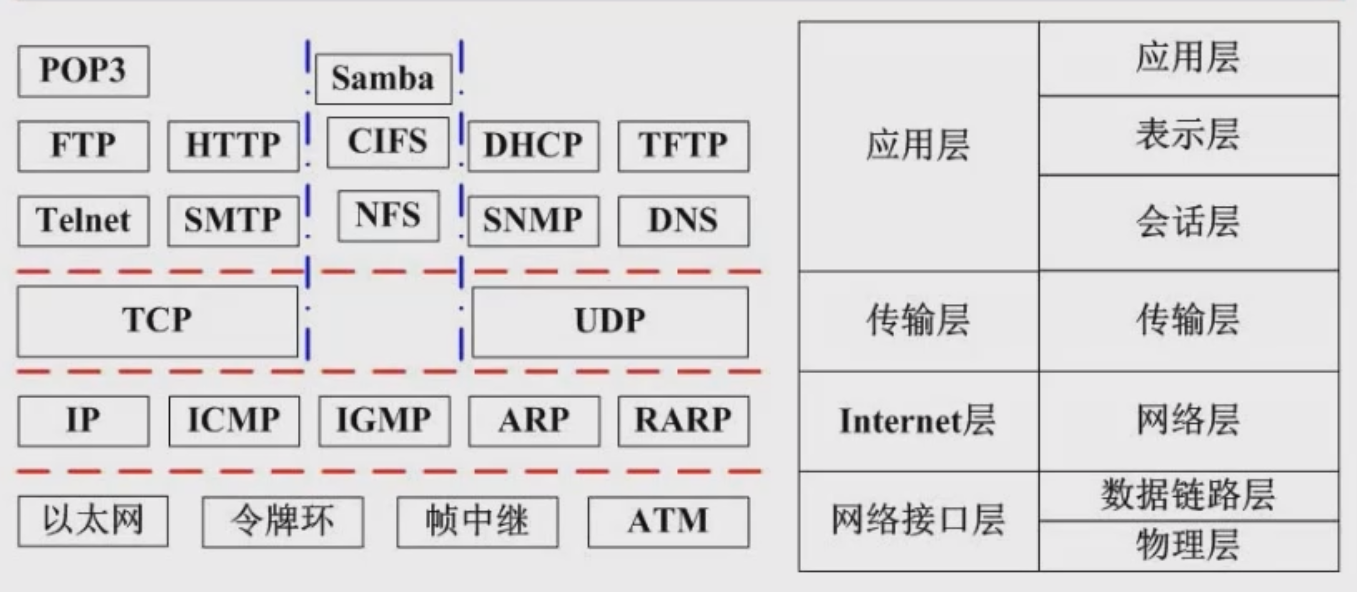 POP3
Samba
FTP
HTTP
CIFS
DHCP
TFTP
Telnet
SMTP
NFS
SNMP
DNS
TCP
UDP
IP
ICMP
IGMP
ARP
RARP
以太网
令牌环
帧中继
ATM
应用层
应用层
表示层
会话层
传输层
传输层
Internet层
网络层
网络接口层
数据链路层
物理层